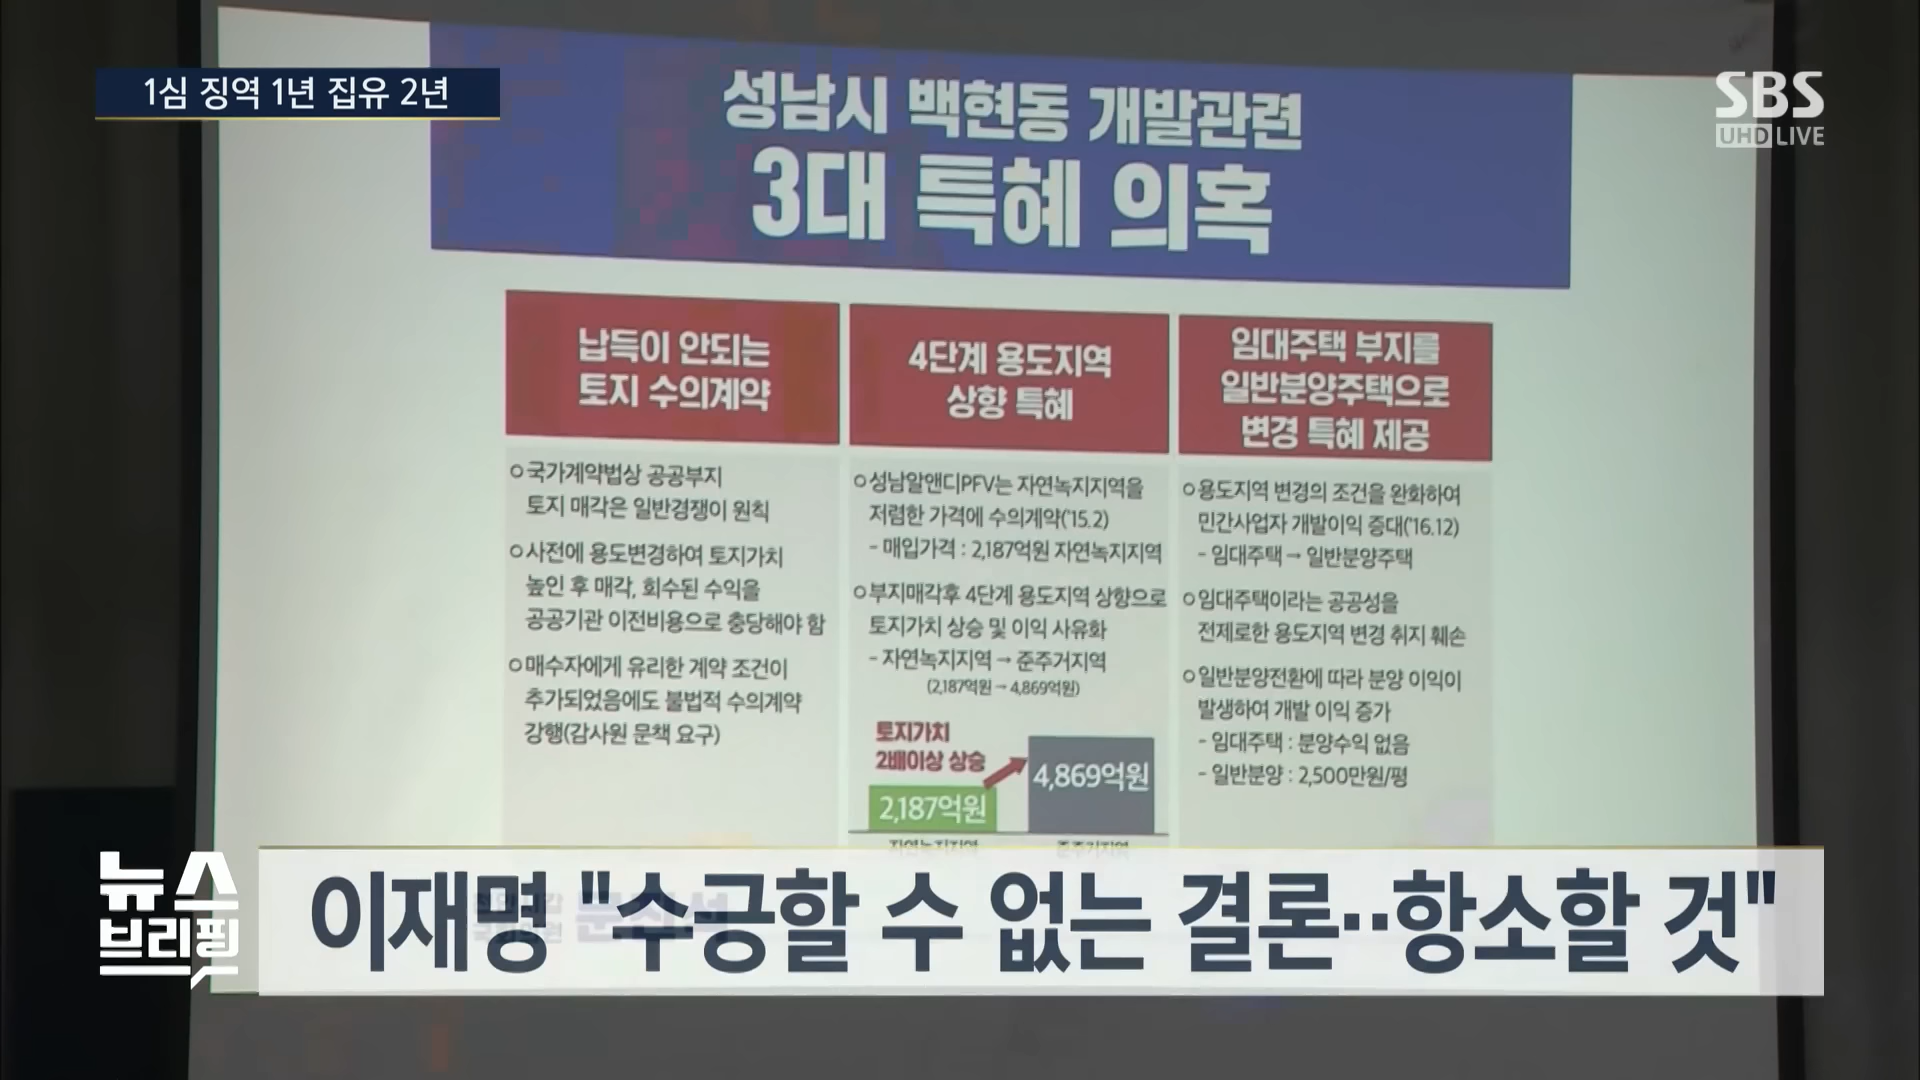 1심 징역 1년 집유 2년
SBS
UHD LIVE
성남시 백현동 개발관련
3대 특혜 의혹
납득이 안되는
토지 수의계약
○국가계약법상 공공부지
토지 매각은 일반경쟁이 원칙
○사전에 용도변경하여 토지가치
높인 후 매각, 회수된 수익을
공공기관 이전비용으로 충당해야 함
○매수자에게 유리한 계약 조건이
추가되었음에도 불법적 수의계약
강행(감사원 문책 요구)
4단계 용도지역
상향 특혜
○성남알앤디PFV는 자연녹지지역을
저렴한 가격에 수의계약('15.2)
- 매입가격 : 2,187억원 자연녹지지역
○부지매각후 4단계 용도지역 상향으로
토지가치 상승 및 이익 사유화
- 자연녹지지역 → 준주거지역
(2,187억원 → 4,869억원)
토지가치
2배이상 상승
2,187억원
4,869억원
자연녹지지역
준주거지역
임대주택 부지를
일반분양주택으로
변경 특혜 제공
○용도지역 변경의 조건을 완화하여
민간사업자 개발이익 증대('16.12)
- 임대주택 → 일반분양주택
○임대주택이라는 공공성을
전제로한 용도지역 변경 취지 훼손
○일반분양전환에 따라 분양 이익이
발생하여 개발 이익 증가
- 임대주택 : 분양수익 없음
- 일반분양 : 2,500만원/평
뉴스
브리핑
이재명 "수긍할 수 없는 결론··항소할 것"